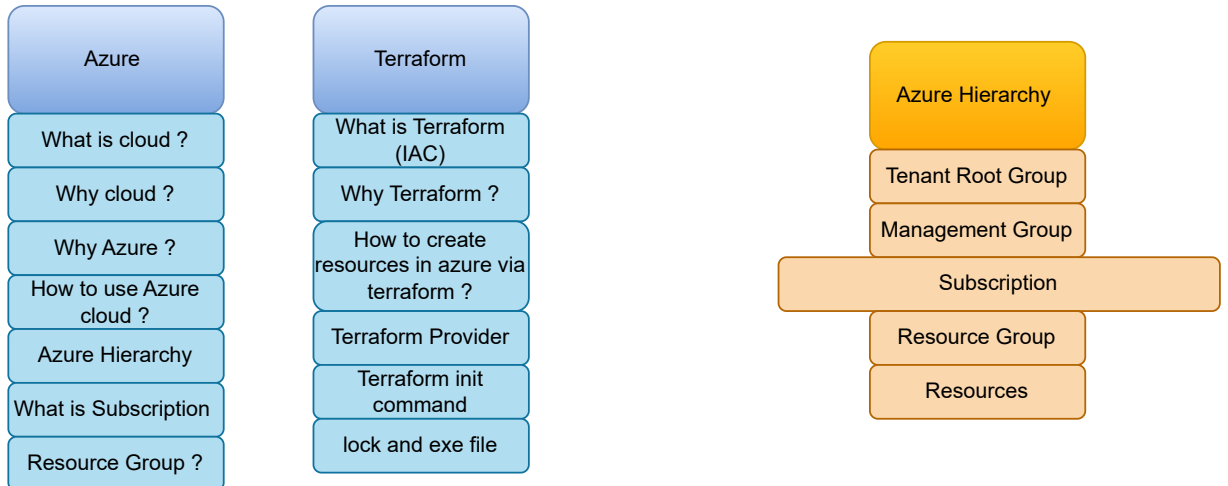 Azure
What is cloud ?
Why cloud ?
Why Azure ?
How to use Azure
cloud ?
Azure Hierarchy
What is Subscription
Resource Group ?
Terraform
What is Terraform
(IAC)
Why Terraform ?
How to create
resources in azure via
terraform ?
Terraform Provider
Terraform init
command
lock and exe file
Azure Hierarchy
Tenant Root Group
Management Group
Subscription
Resource Group
Resources